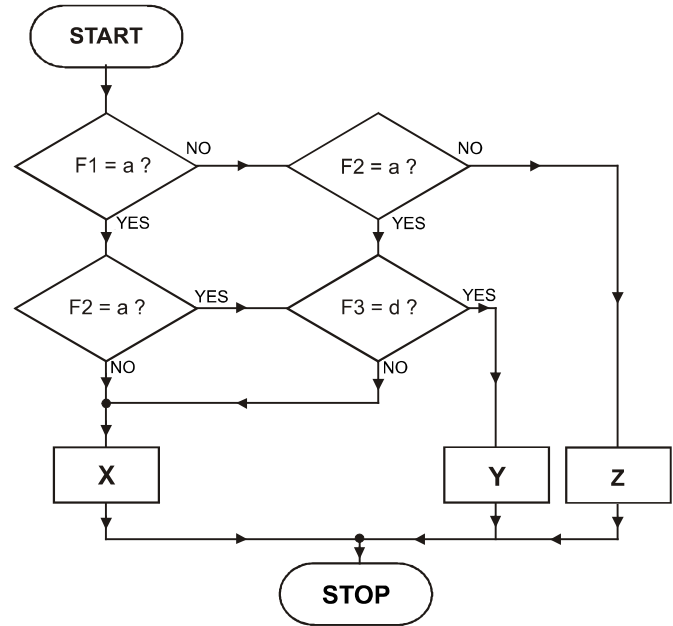 START
F1 = a ?
NO
F2 = a ?
NO
YES
YES
F2 = a ?
YES
F3 = d ?
YES
NO
NO
X
Y
Z
STOP